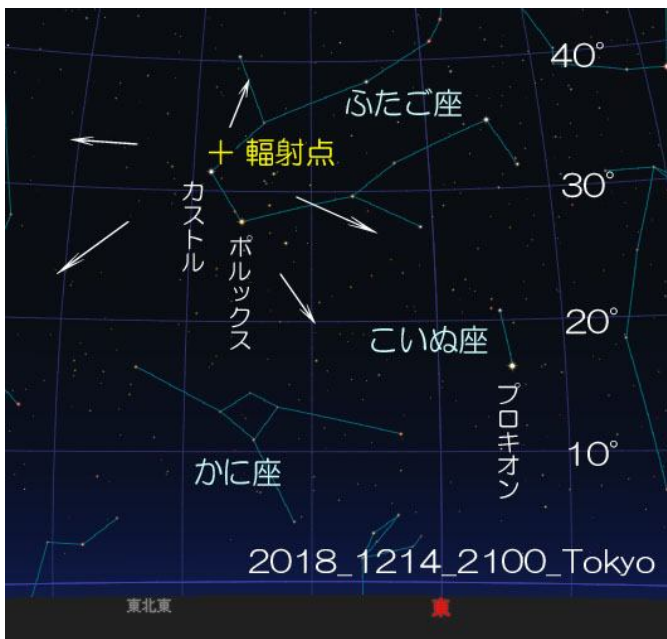 40°
ふたご座
+ 輻射点
30°
カストル
ポルックス
20°
こいぬ座
プロキオン
10°
かに座
2018_1214_2100_Tokyo
東北東
東